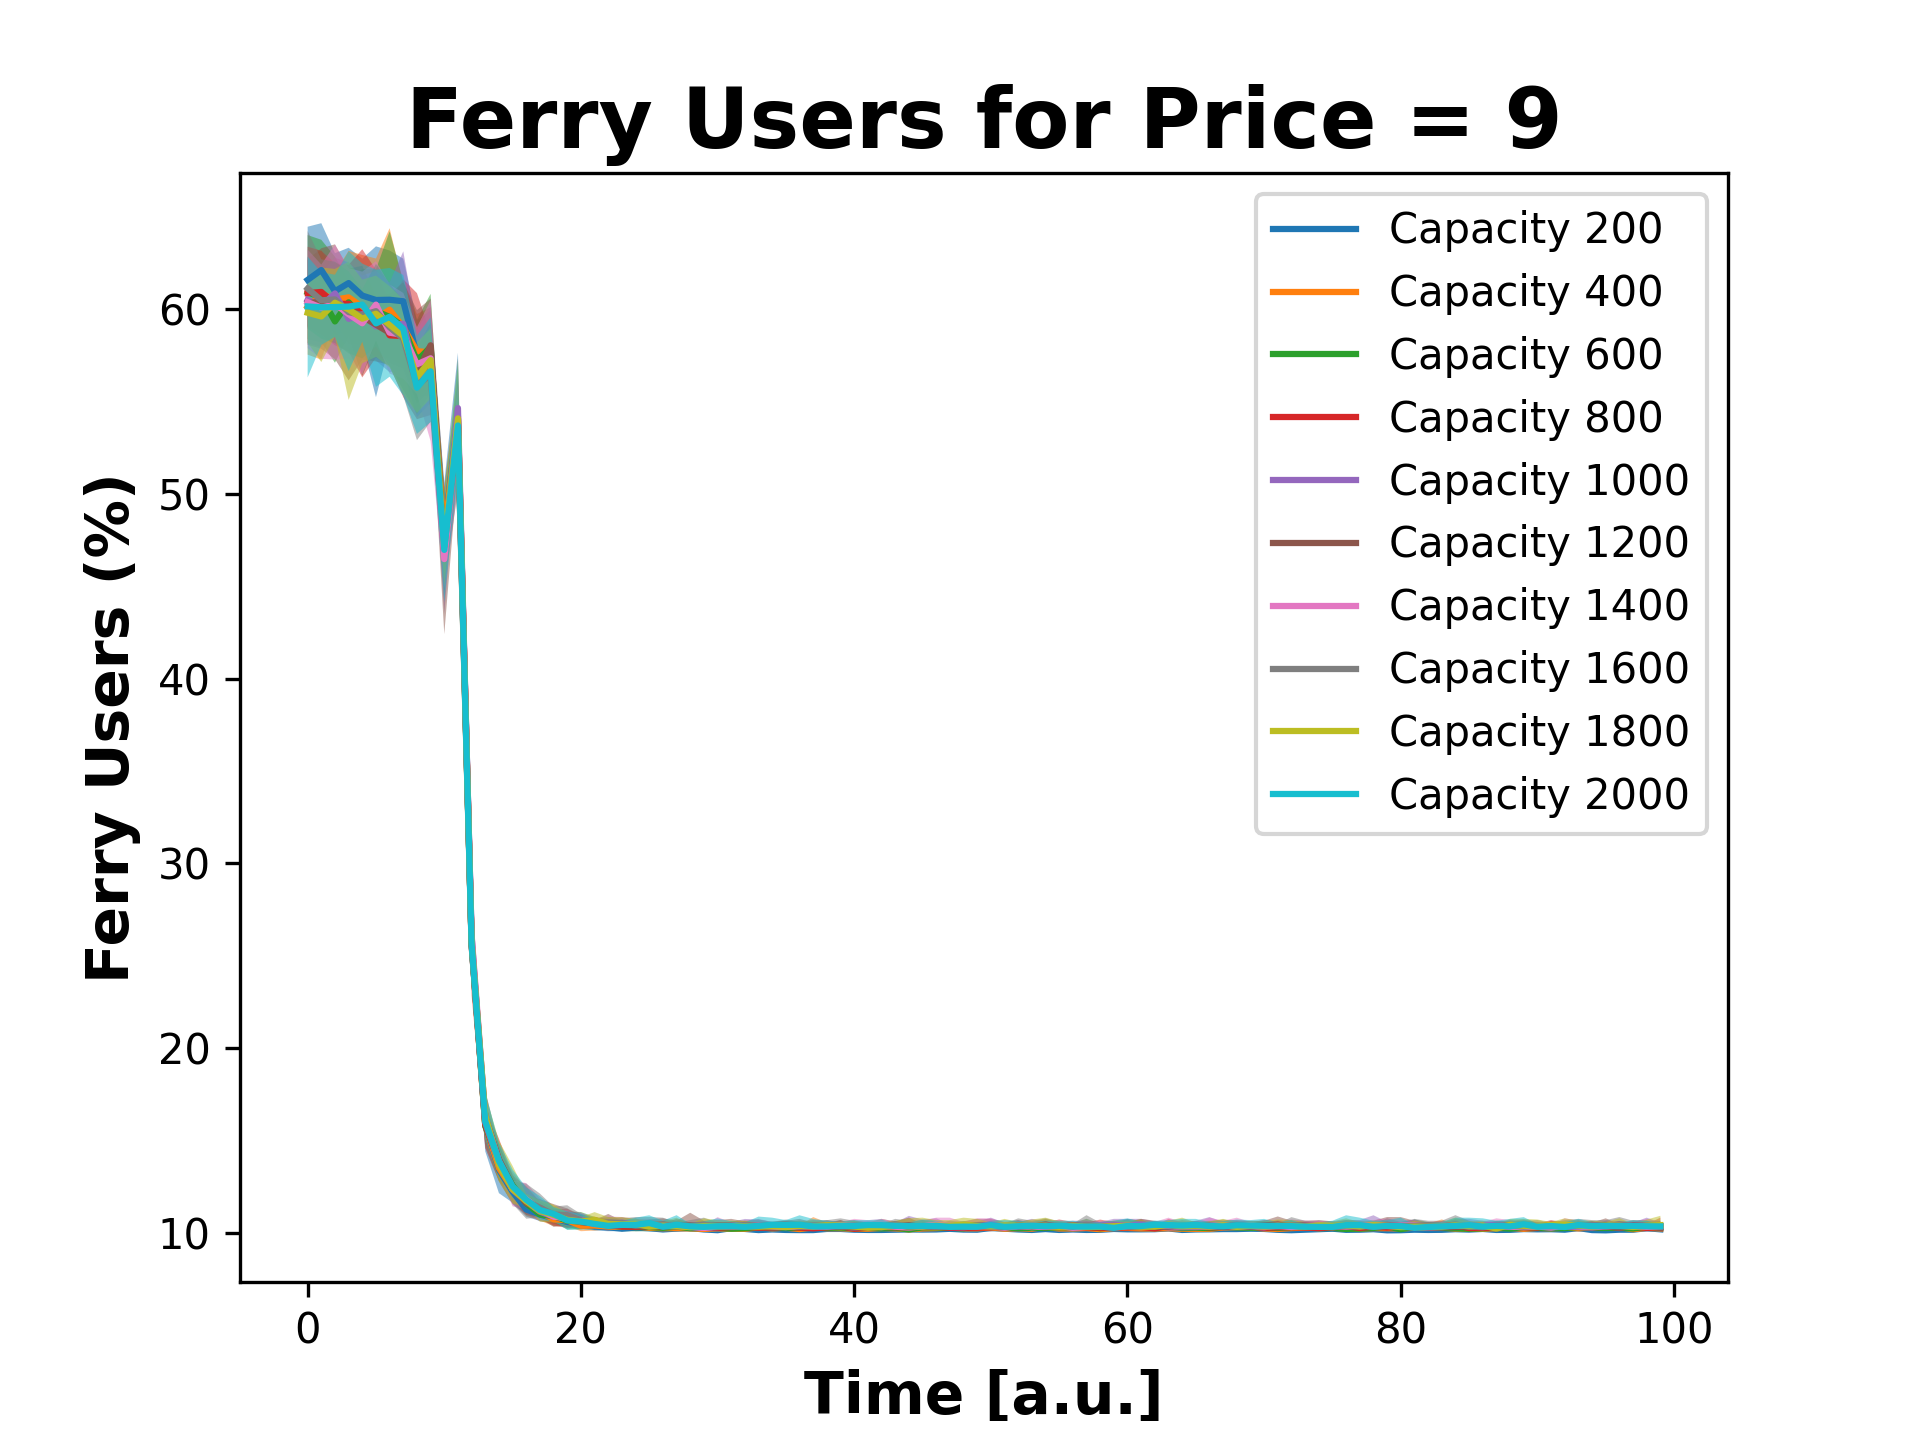 Ferry Users for Price = 9
Ferry Users (%)
60
50
40
30
20
10
Capacity 200
Capacity 400
Capacity 600
Capacity 800
Capacity 1000
Capacity 1200
Capacity 1400
Capacity 1600
Capacity 1800
Capacity 2000
0 20 40 60 80 100
Time [a.u.]